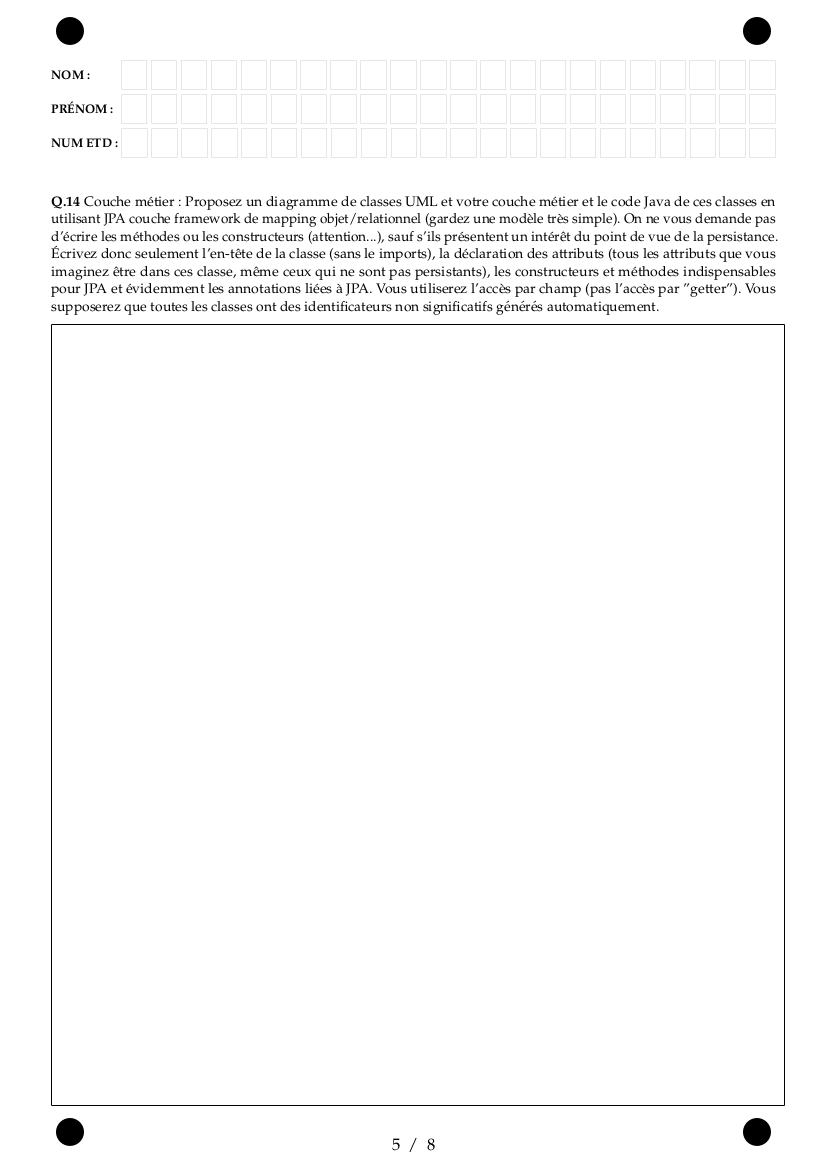 NOM :
PRÉNOM :
NUM ETD :
Q.14 Couche métier : Proposez un diagramme de classes UML et votre couche métier et le code Java de ces classes en
utilisant JPA couche framework de mapping objet/relationnel (gardez une modèle très simple). On ne vous demande pas
d'écrire les méthodes ou les constructeurs (attention...), sauf s'ils présentent un intérêt du point de vue de la persistance.
Écrivez donc seulement l'en-tête de la classe (sans le imports), la déclaration des attributs (tous les attributs que vous
imaginez être dans ces classe, même ceux qui ne sont pas persistants), les constructeurs et méthodes indispensables
pour JPA et évidemment les annotations liées à JPA. Vous utiliserez l'accès par champ (pas l'accès par "getter"). Vous
supposerez que toutes les classes ont des identificateurs non significatifs générés automatiquement.
5 / 8